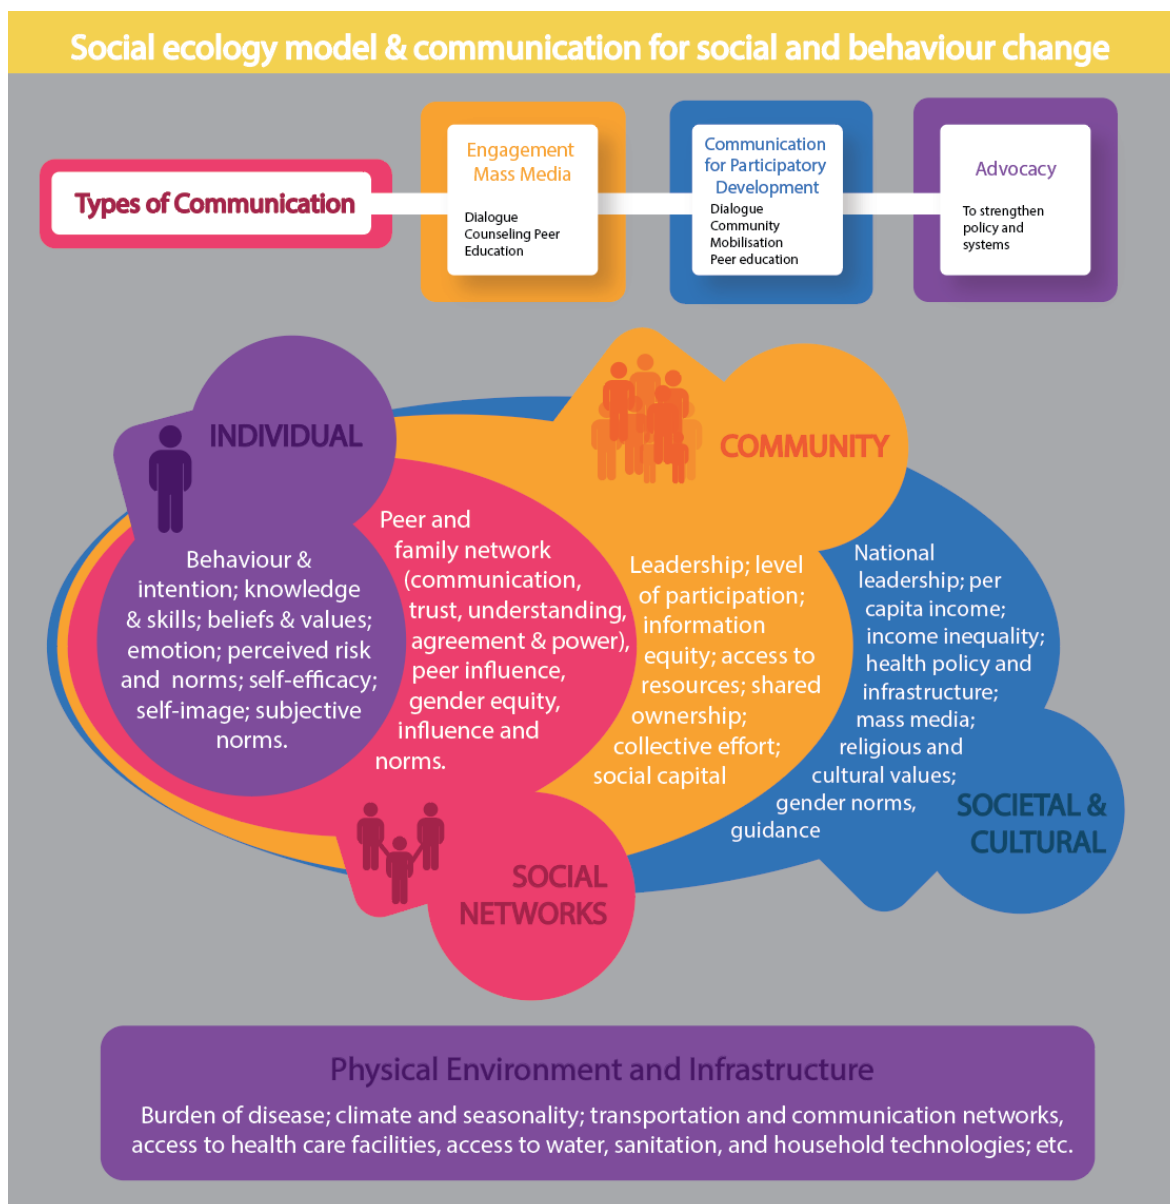 Social ecology model & communication for social and behaviour change
Types of Communication
Engagement
Mass Media
Dialogue
Counseling Peer
Education
Communication
for Participatory
Development
Dialogue
Community
Mobilisation
Peer education
Advocacy
To strengthen
policy and
systems
INDIVIDUAL
Behaviour &
intention; knowledge
& skills; beliefs & values;
emotion; perceived risk
and norms; self-efficacy;
self-image; subjective
norms.
Peer and
family network
(communication,
trust, understanding,
agreement & power),
peer influence,
gender equity,
influence and
norms.
SOCIAL
NETWORKS
COMMUNITY
Leadership; level
of participation;
information
equity; access to
resources; shared
ownership;
collective effort;
social capital
National
leadership; per
capita income;
income inequality;
health policy and
infrastructure;
mass media;
religious and
cultural values;
gender norms,
guidance
SOCIETAL &
CULTURAL
Physical Environment and Infrastructure
Burden of disease; climate and seasonality; transportation and communication networks,
access to health care facilities, access to water, sanitation, and household technologies; etc.